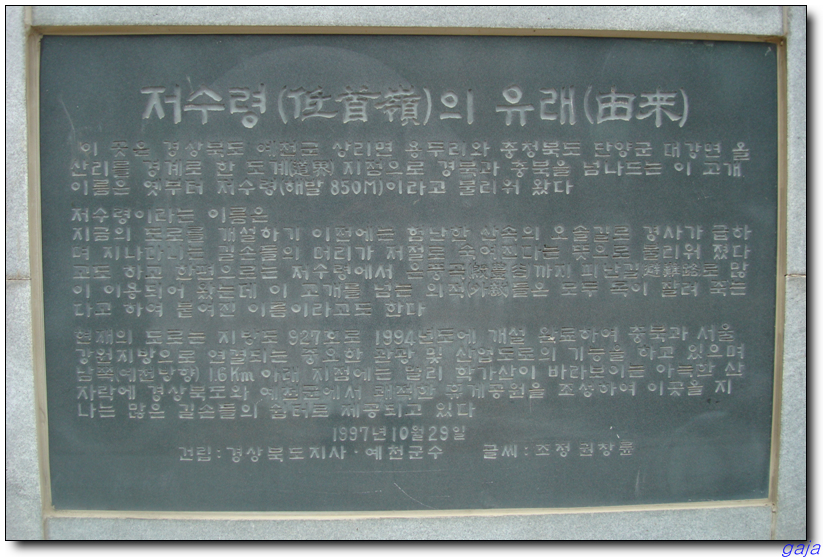 저수령(低首嶺)의 유래(由来)
이 곳은 경상북도 예천군 상리면 용두리와 충청북도 단양군 대강면 올
산리를 경계로 한 도계(道界) 지점으로 경북과 충북을 넘나드는 이 고개
이름은 옛부터 저수령(해발 850M)이라고 불리워 왔다
저수령이라는 이름은
지금의 도로를 개설하기 이전에는 험난한 산속의 오솔길로 경사가 급하
며 지나다니는 길손들의 머리가 저절로 숙여진다는 뜻으로 불리워 졌다
고도 하고 한편으로는 저수령에서 은풍곡(殷豊谷)까지 피난길(避難路)로 많
이 이용되어 왔는데 이 고개를 넘는 외적(外敵)들은 모두 목이 잘려 죽는
다고 하여 붙여진 이름이라고도 한다
현재의 도로는 지방도 927호로 1994년도에 개설 완료하여 충북과 서울
강원지방으로 연결되는 중요한 관광 및 산업도로의 기능을 하고 있으며
남쪽(예천방향) 1.6Km 아래 지점에는 멀리 학가산이 바라보이는 아늑한 산
자락에 경상북도와 예천군에서 쾌적한 휴게공원을 조성하여 이곳을 지
나는 많은 길손들의 쉼터로 제공되고 있다
1997년 10월 29일
건립 : 경상북도지사 · 예천군수 글씨 : 조정 권창륜
gaja